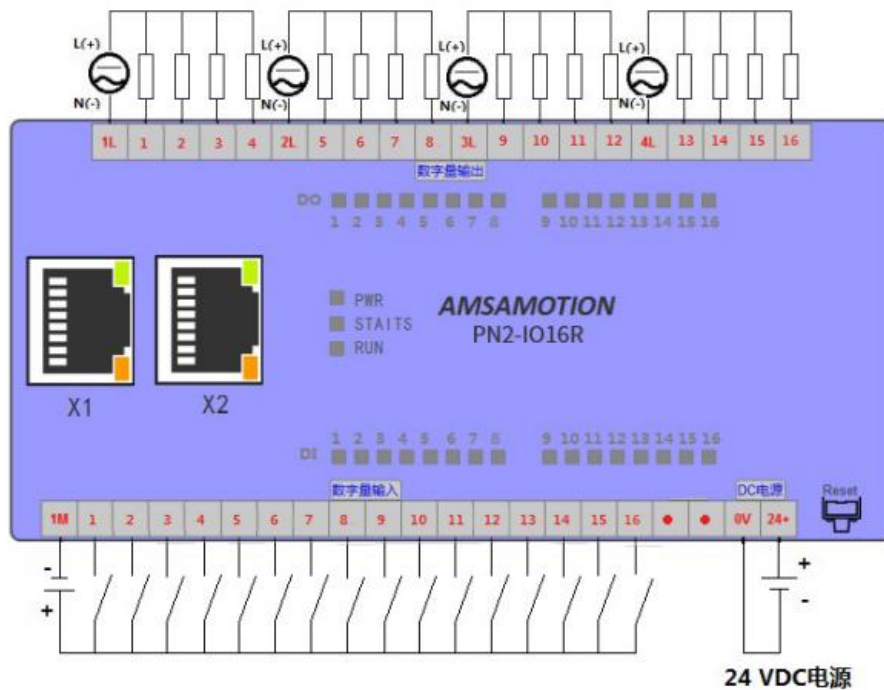 L(+) L(+) L(+) L(+)
N(-) N(-) N(-) N(-)
1L 1 2 3 4 2L 5 6 7 8 3L 9 10 11 12 4L 13 14 15 16
数字量输出
DO
1 2 3 4 5 6 7 8 9 10 11 12 13 14 15 16
PWR
STAITS
RUN
AMSAMOTION
PN2-IO16R
X1 X2
1 2 3 4 5 6 7 8 9 10 11 12 13 14 15 16
DI
数字量输入 DC电源 Reset
1M 1 2 3 4 5 6 7 8 9 10 11 12 13 14 15 16 0V 24+
- +
+ -
24 VDC电源